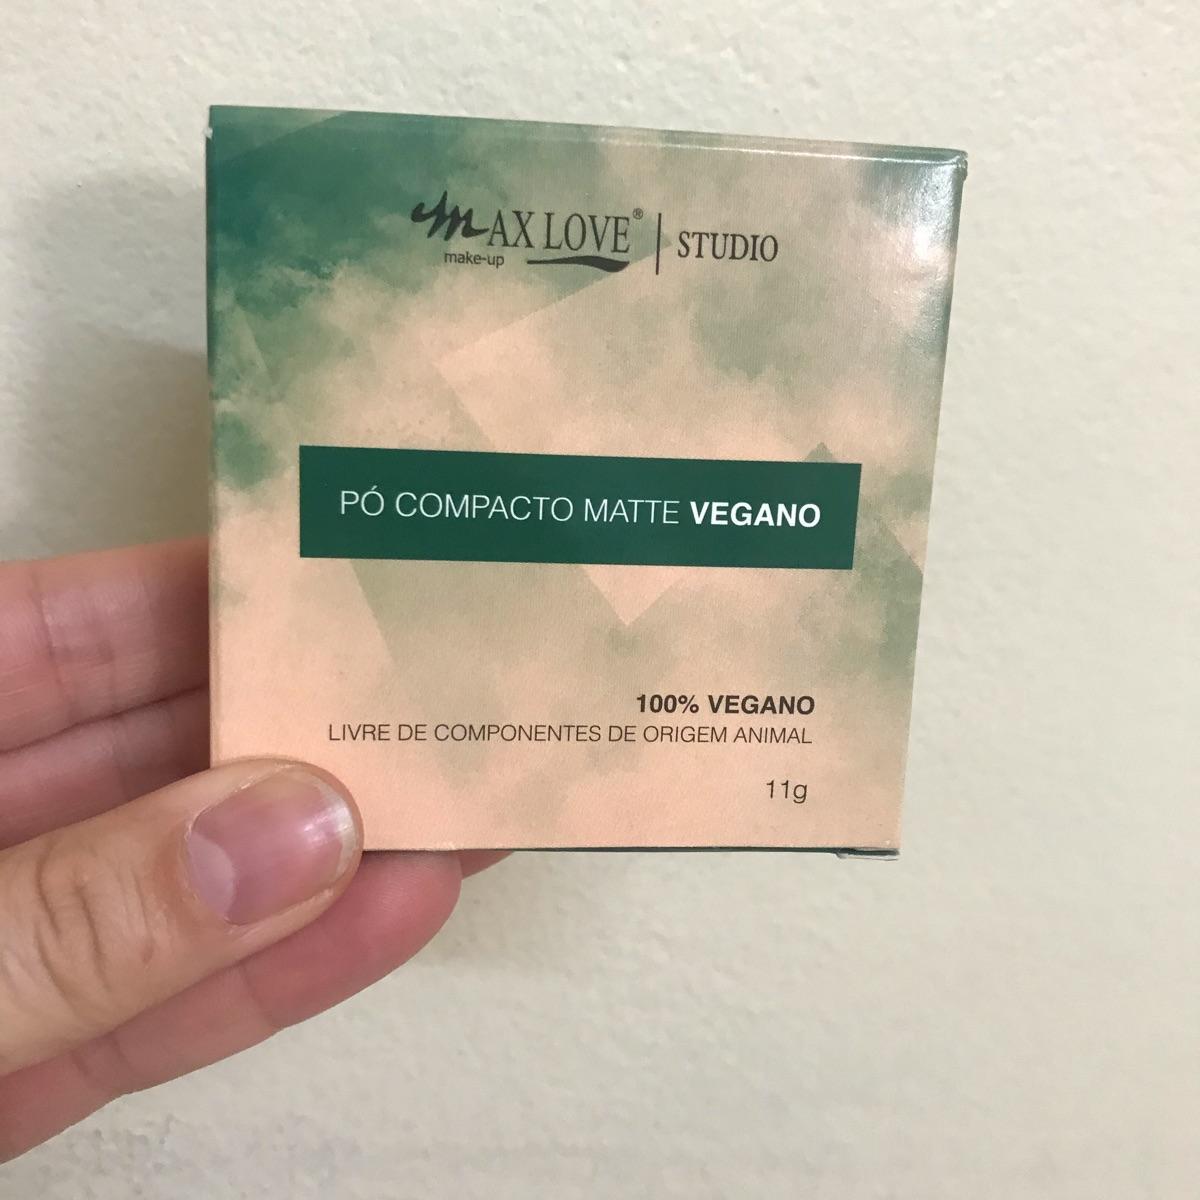 MAX LOVE® | STUDIO
make-up
PÓ COMPACTO MATTE VEGANO
100% VEGANO
LIVRE DE COMPONENTES DE ORIGEM ANIMAL
11g